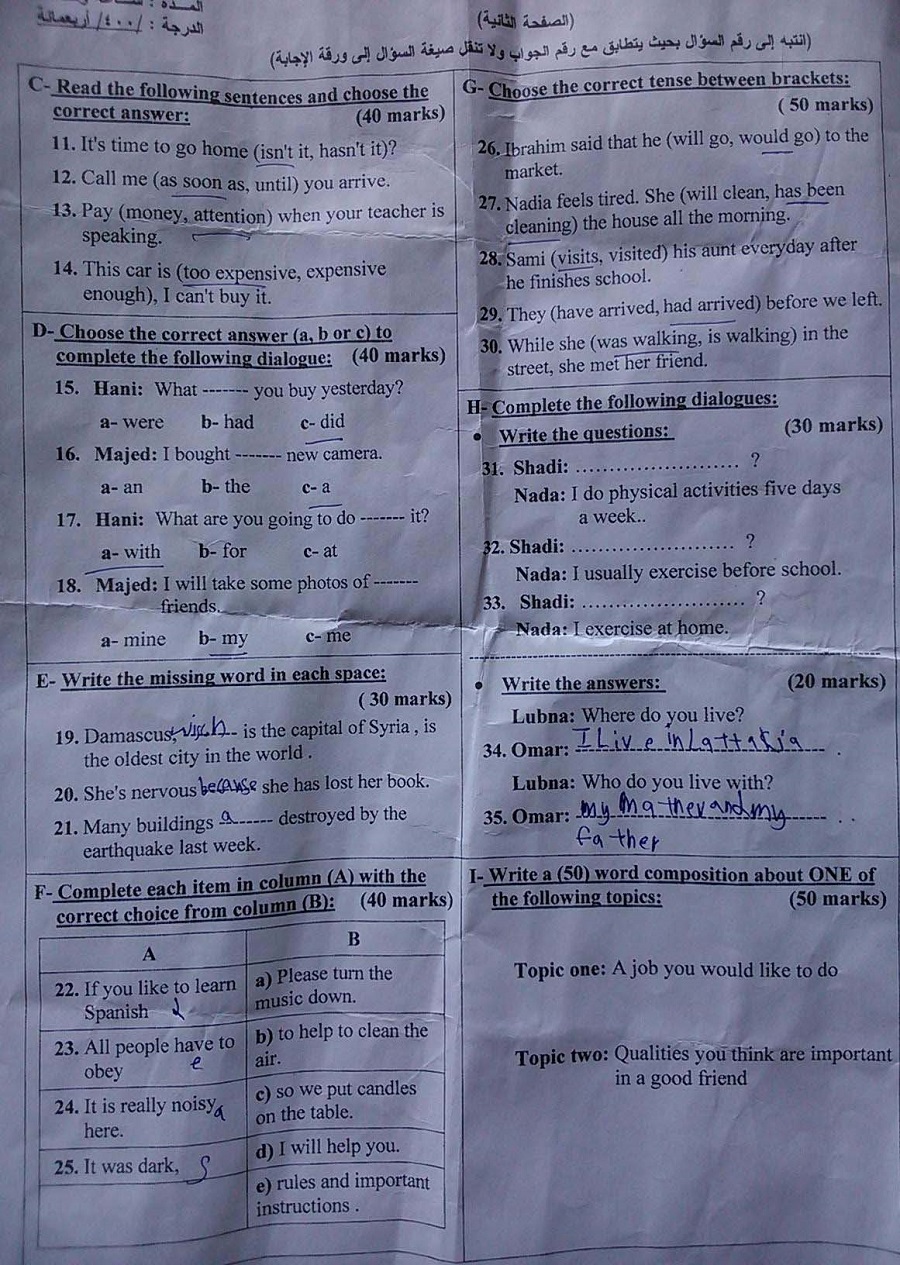 الدرجة : /٤٠٠/ أربعمائة
(الصفحة الثانية)
(انتبه إلى رقم السؤال بحيث يتطابق مع رقم الجواب ولا تنقل صيغة السؤال إلى ورقة الإجابة)
C- Read the following sentences and choose the
correct answer: (40 marks)
11. It's time to go home (isn't it, hasn't it)?
12. Call me (as soon as, until) you arrive.
13. Pay (money, attention) when your teacher is
speaking.
14. This car is (too expensive, expensive
enough), I can't buy it.
D- Choose the correct answer (a, b or c) to
complete the following dialogue: (40 marks)
15. Hani: What ------- you buy yesterday?
a- were b- had c- did
16. Majed: I bought ------- new camera.
a- an b- the c- a
17. Hani: What are you going to do ------- it?
a- with b- for c- at
18. Majed: I will take some photos of -------
friends.
a- mine b- my c- me
E- Write the missing word in each space:
( 30 marks)
19. Damascus, -- is the capital of Syria , is
the oldest city in the world .
20. She's nervous because she has lost her book.
21. Many buildings a------ destroyed by the
earthquake last week.
F- Complete each item in column (A) with the
correct choice from column (B): (40 marks)
A B
22. If you like to learn
Spanish d
23. All people have to
obey e
24. It is really noisy a
here.
25. It was dark,
a) Please turn the
music down.
b) to help to clean the
air.
c) so we put candles
on the table.
d) I will help you.
e) rules and important
instructions .
G- Choose the correct tense between brackets:
( 50 marks)
26. Ibrahim said that he (will go, would go) to the
market.
27. Nadia feels tired. She (will clean, has been
cleaning) the house all the morning.
28. Sami (visits, visited) his aunt everyday after
he finishes school.
29. They (have arrived, had arrived) before we left.
30. While she (was walking, is walking) in the
street, she met her friend.
H- Complete the following dialogues:
• Write the questions: (30 marks)
31. Shadi: ........................ ?
Nada: I do physical activities five days
a week..
32. Shadi: ........................ ?
Nada: I usually exercise before school.
33. Shadi: ........................ ?
Nada: I exercise at home.
• Write the answers: (20 marks)
Lubna: Where do you live?
34. Omar: I Live in Lattakia .
Lubna: Who do you live with?
35. Omar: my mather and my . .
father
I- Write a (50) word composition about ONE of
the following topics: (50 marks)
Topic one: A job you would like to do
Topic two: Qualities you think are important
in a good friend